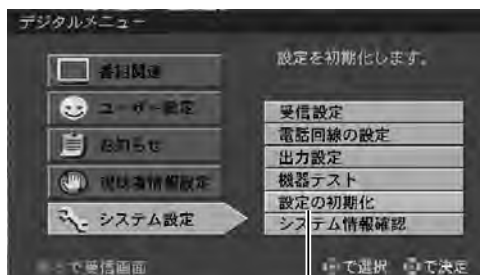 デジタルメニュー
番組関連
ユーザー設定
お知らせ
視聴者情報設定
システム設定
設定を初期化します。
受信設定
電話回線の設定
出力設定
機器テスト
設定の初期化
システム情報確認
で受信画面
で選択 で決定